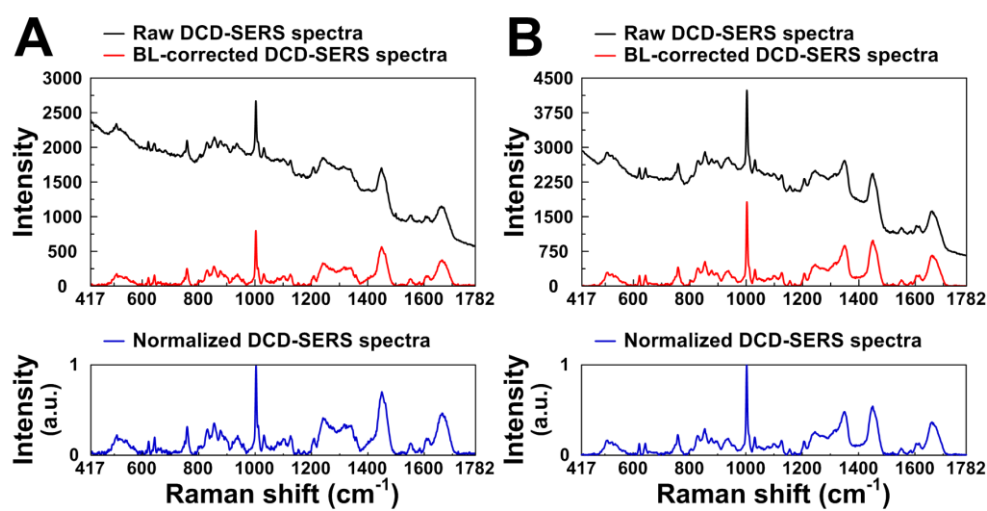 A
Raw DCD-SERS spectra
BL-corrected DCD-SERS spectra
3000
2500
2000
1500
1000
500
0
Intensity
417 600 800 1000 1200 1400 1600 1782
Normalized DCD-SERS spectra
1
0
Intensity
(a.u.)
417 600 800 1000 1200 1400 1600 1782
Raman shift (cm⁻¹)
B
Raw DCD-SERS spectra
BL-corrected DCD-SERS spectra
4500
3750
3000
2250
1500
750
0
Intensity
417 600 800 1000 1200 1400 1600 1782
Normalized DCD-SERS spectra
1
0
Intensity
(a.u.)
417 600 800 1000 1200 1400 1600 1782
Raman shift (cm⁻¹)